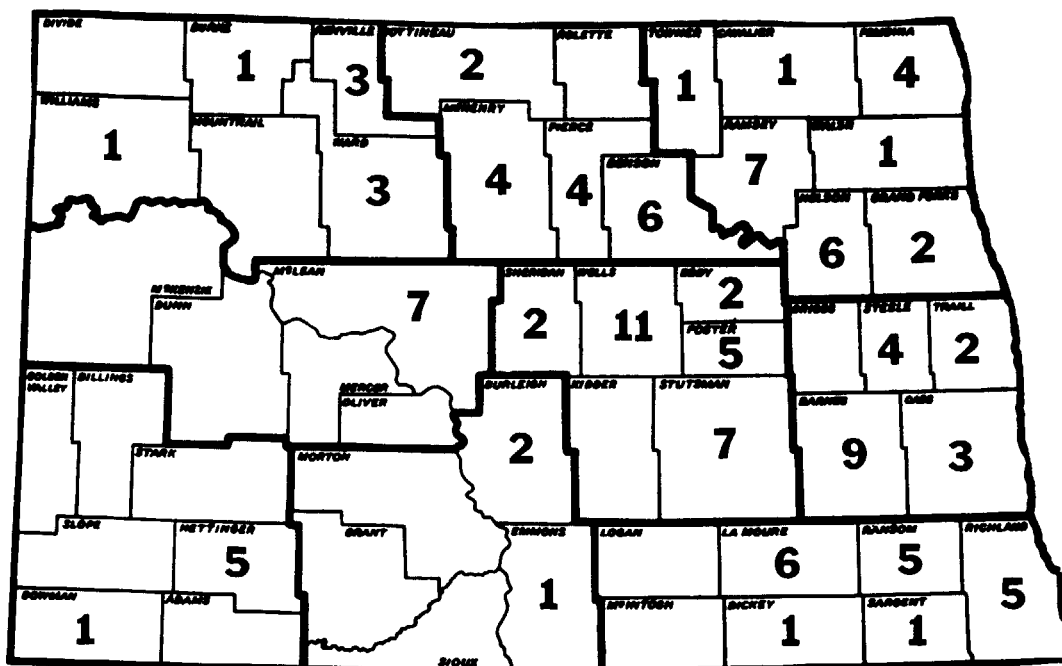 DIVIDE
BURKE
1
RENVILLE
3
BOTTINEAU
2
ROLETTE
TOWNER
1
CAVALIER
1
PEMBINA
4
WILLIAMS
1
MOUNTRAIL
WARD
3
McHENRY
4
PIERCE
4
BENSON
6
RAMSEY
7
WALSH
1
NELSON
6
GRAND FORKS
2
McKENZIE
DUNN
McLEAN
7
MERCER
OLIVER
SHERIDAN
2
WELLS
11
EDDY
2
FOSTER
5
GRIGGS
STEELE
4
TRAILL
2
GOLDEN
VALLEY
BILLINGS
STARK
MORTON
BURLEIGH
2
KIDDER
STUTSMAN
7
BARNES
9
CASS
3
SLOPE
HETTINGER
5
GRANT
EMMONS
1
LOGAN
LA MOURE
6
RANSOM
5
RICHLAND
5
BOWMAN
1
ADAMS
SIOUX
McINTOSH
DICKEY
1
SARGENT
1